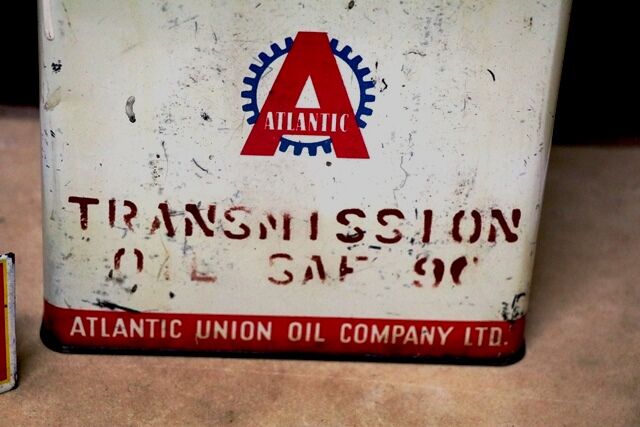 ATLANTIC
TRANSMISSION
OIL SAE 90
ATLANTIC UNION OIL COMPANY LTD.